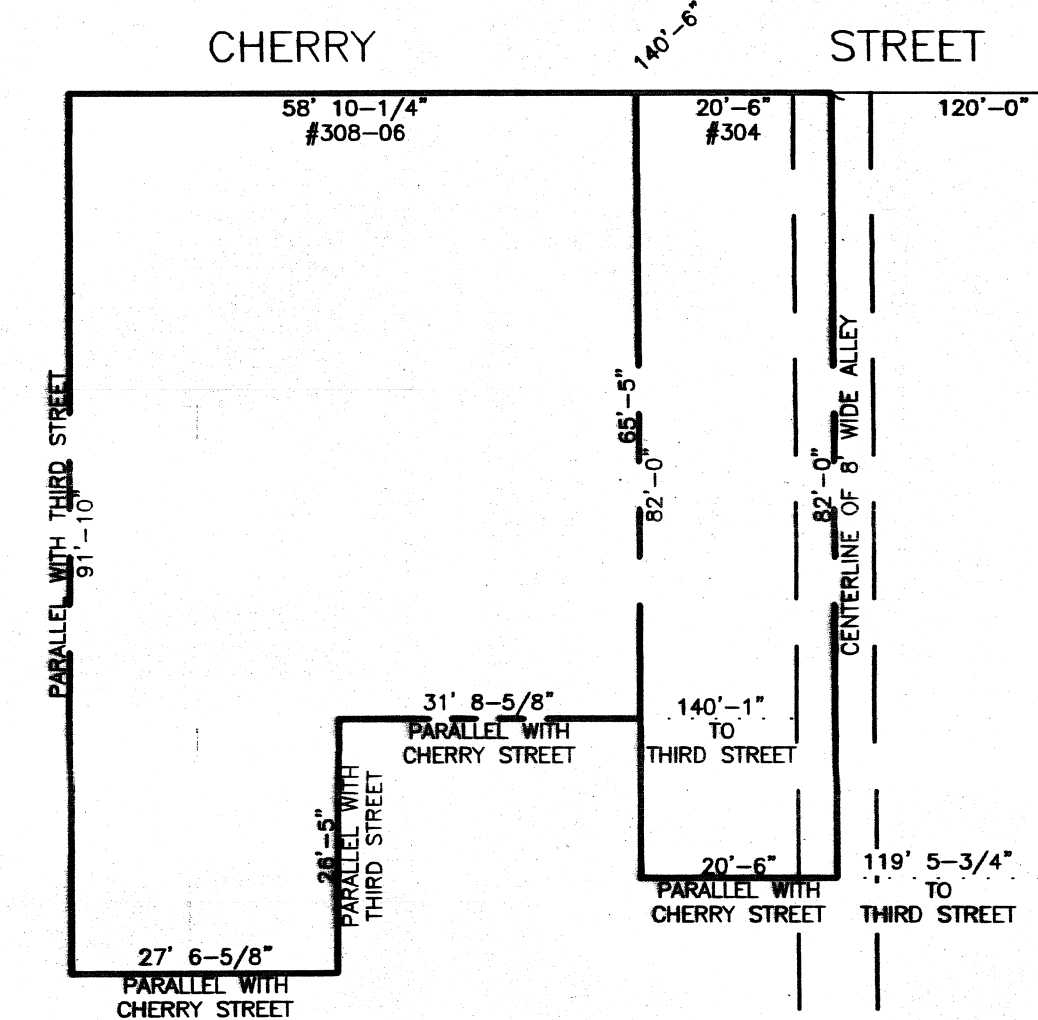 CHERRY STREET
140'-6"
58' 10-1/4"
#308-06
20'-6"
#304
120'-0"
PARALLEL WITH THIRD STREET
91'-10"
65'-5"
82'-0"
82'-0"
CENTERLINE OF 8' WIDE ALLEY
31' 8-5/8"
PARALLEL WITH
CHERRY STREET
140'-1"
TO
THIRD STREET
26'-5"
PARALLEL WITH
THIRD STREET
20'-6"
PARALLEL WITH
CHERRY STREET
119' 5-3/4"
TO
THIRD STREET
27' 6-5/8"
PARALLEL WITH
CHERRY STREET